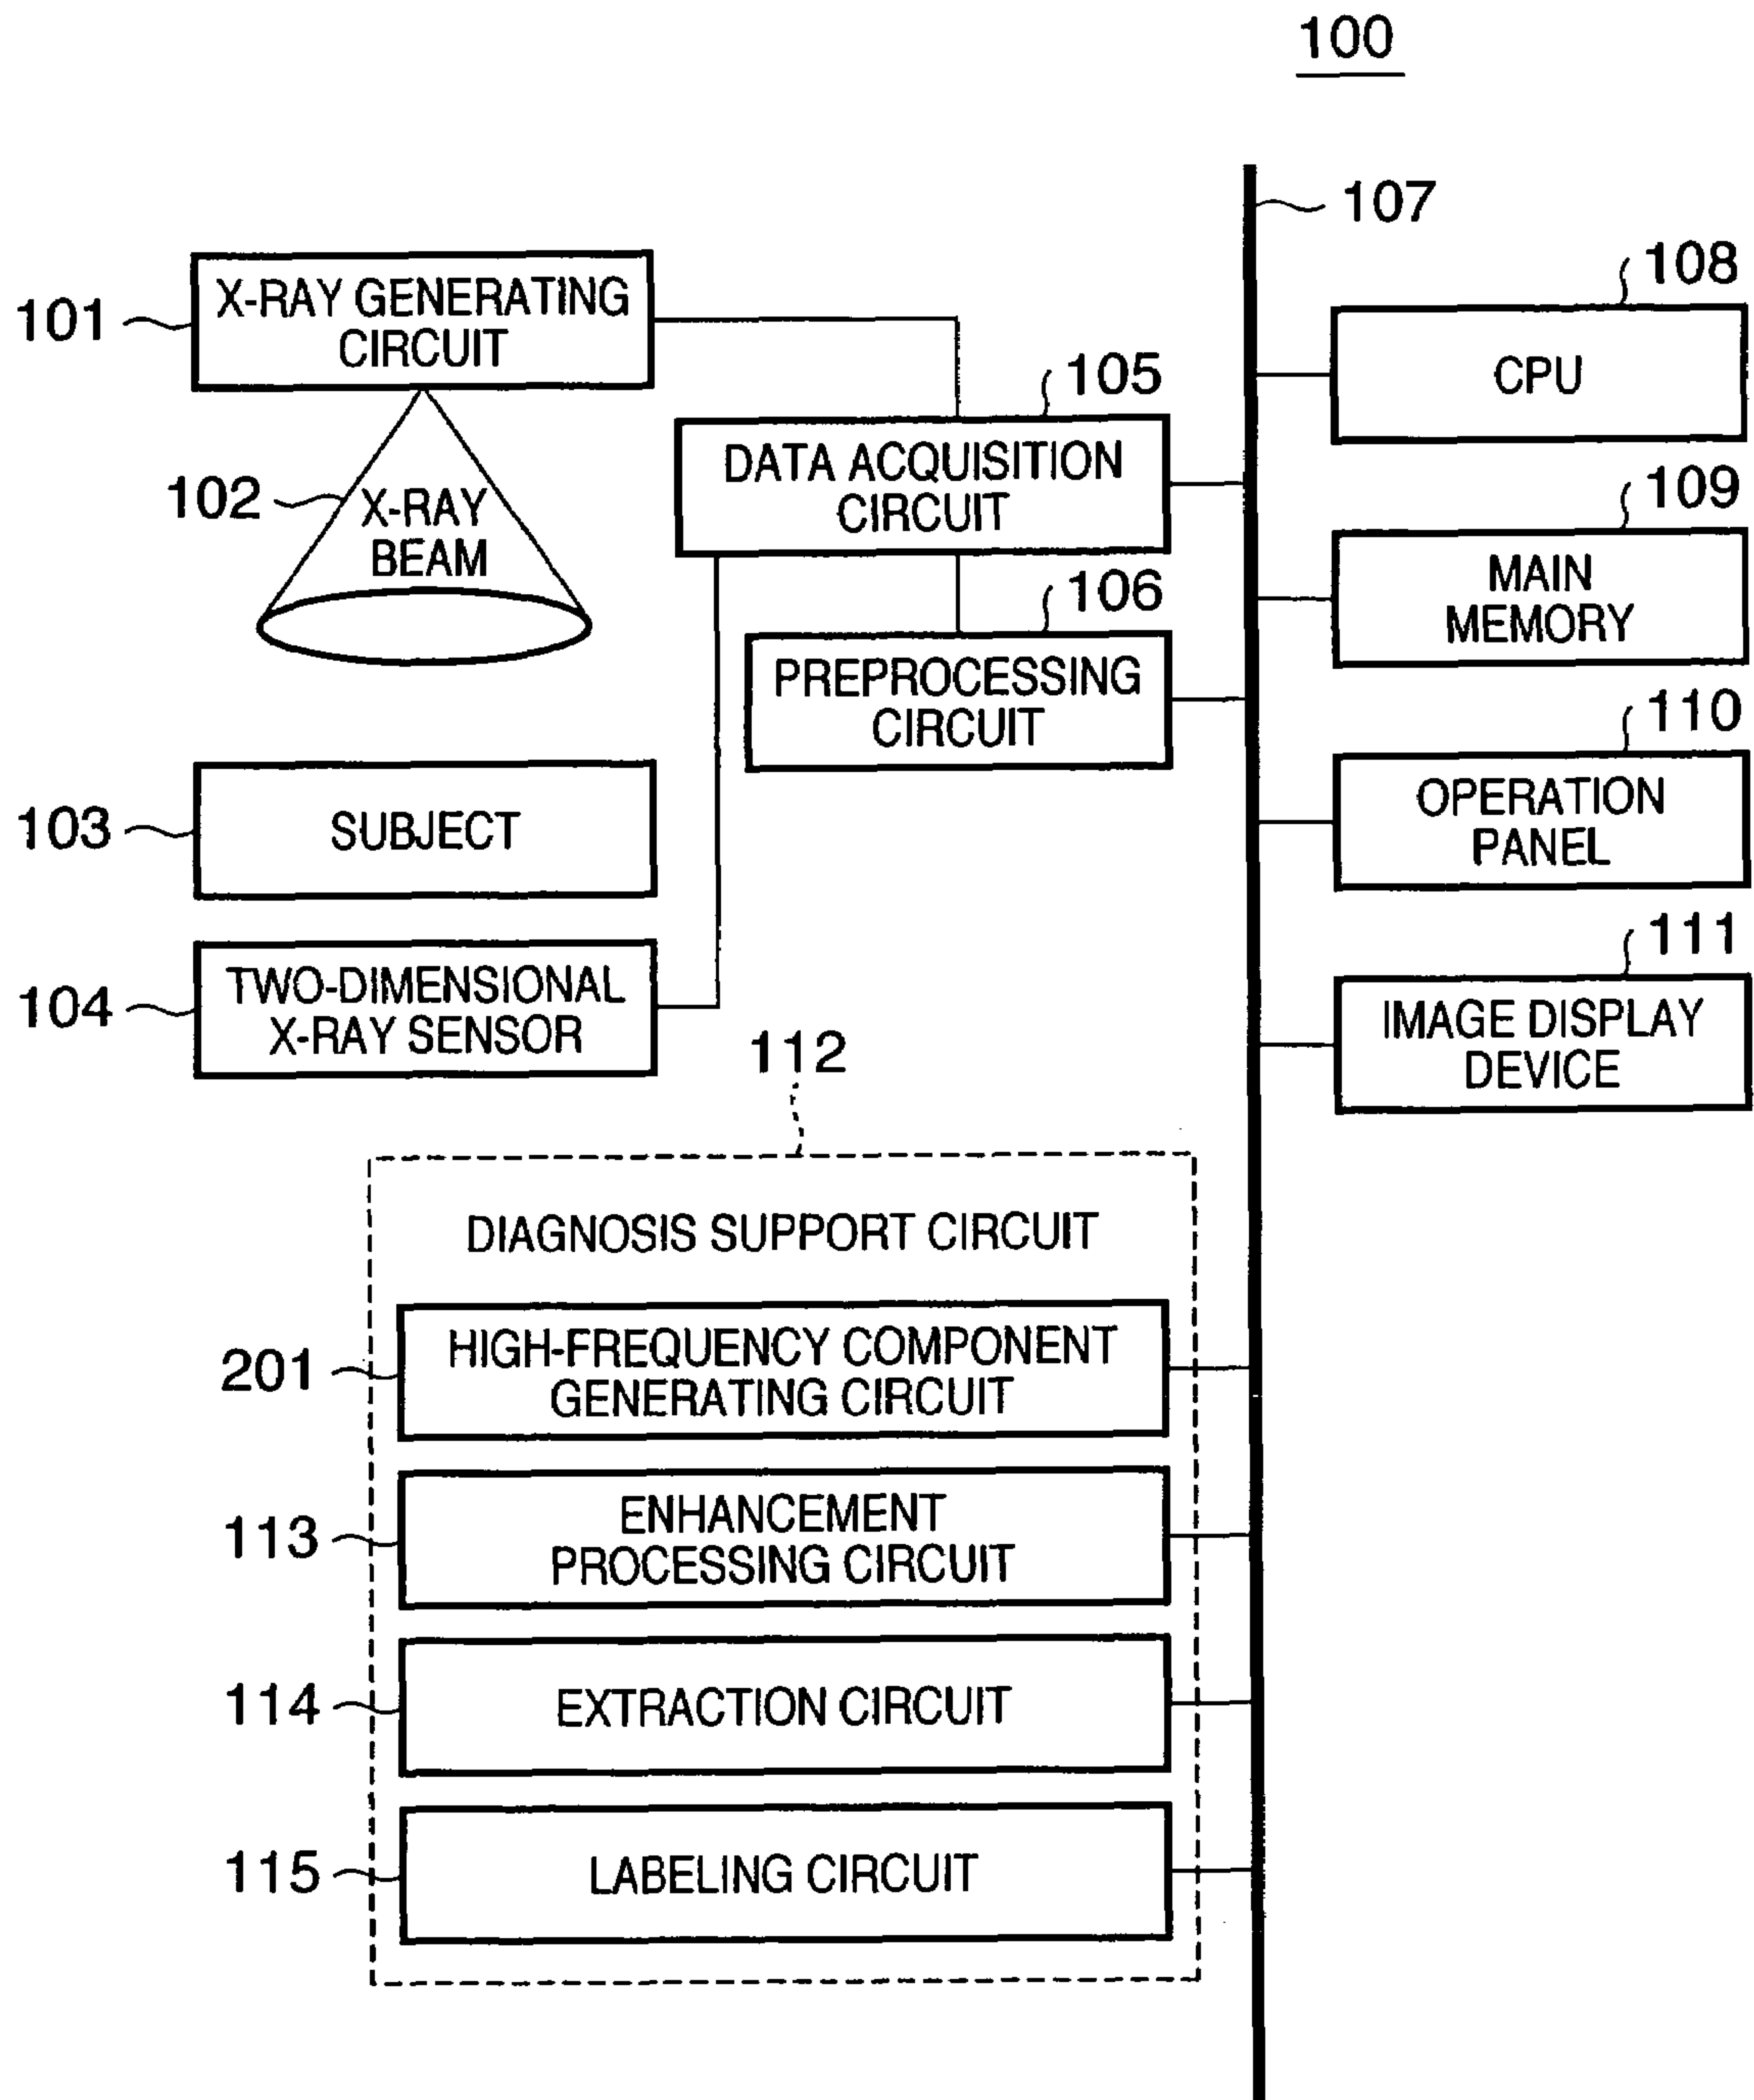 100
107
108
101
X-RAY GENERATING
CIRCUIT
CPU
105
DATA ACQUISITION
CIRCUIT
102
X-RAY
BEAM
109
MAIN
MEMORY
106
PREPROCESSING
CIRCUIT
110
OPERATION
PANEL
103
SUBJECT
111
IMAGE DISPLAY
DEVICE
104
TWO-DIMENSIONAL
X-RAY SENSOR
112
DIAGNOSIS SUPPORT CIRCUIT
201
HIGH-FREQUENCY COMPONENT
GENERATING CIRCUIT
113
ENHANCEMENT
PROCESSING CIRCUIT
114
EXTRACTION CIRCUIT
115
LABELING CIRCUIT